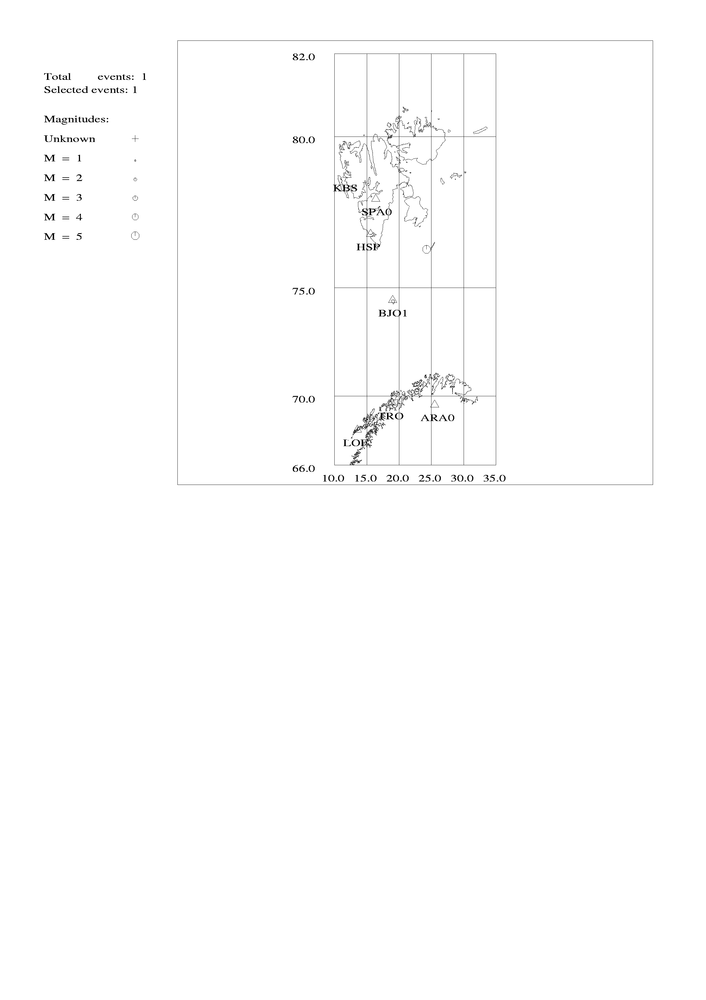 Total events: 1
Selected events: 1
Magnitudes:
Unknown
M = 1
M = 2
M = 3
M = 4
M = 5
82.0
80.0
KBS
SPA0
HSP
75.0
BJO1
70.0
TRO
ARA0
LOF
66.0
10.0 15.0 20.0 25.0 30.0 35.0